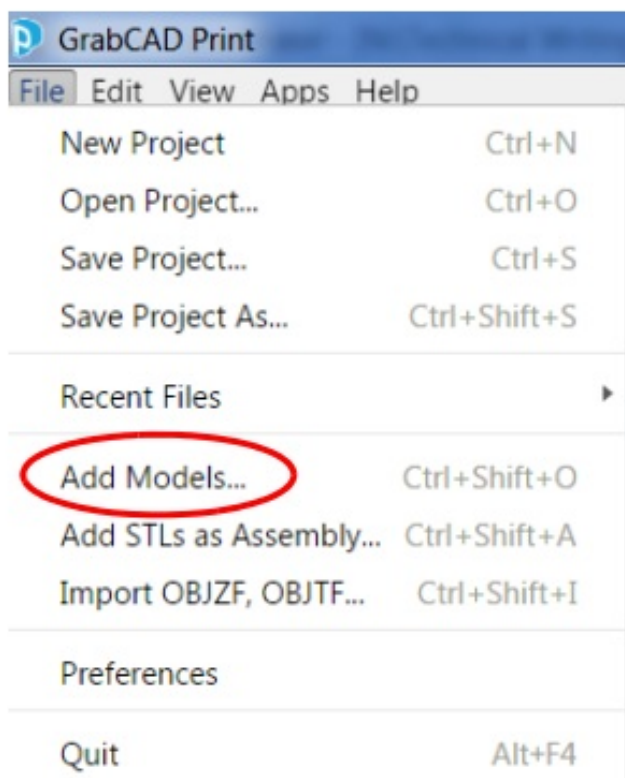 GrabCAD Print
File Edit View Apps Help
New Project Ctrl+N
Open Project... Ctrl+O
Save Project... Ctrl+S
Save Project As... Ctrl+Shift+S
Recent Files
Add Models... Ctrl+Shift+O
Add STLs as Assembly... Ctrl+Shift+A
Import OBJZF, OBJTF... Ctrl+Shift+I
Preferences
Quit Alt+F4